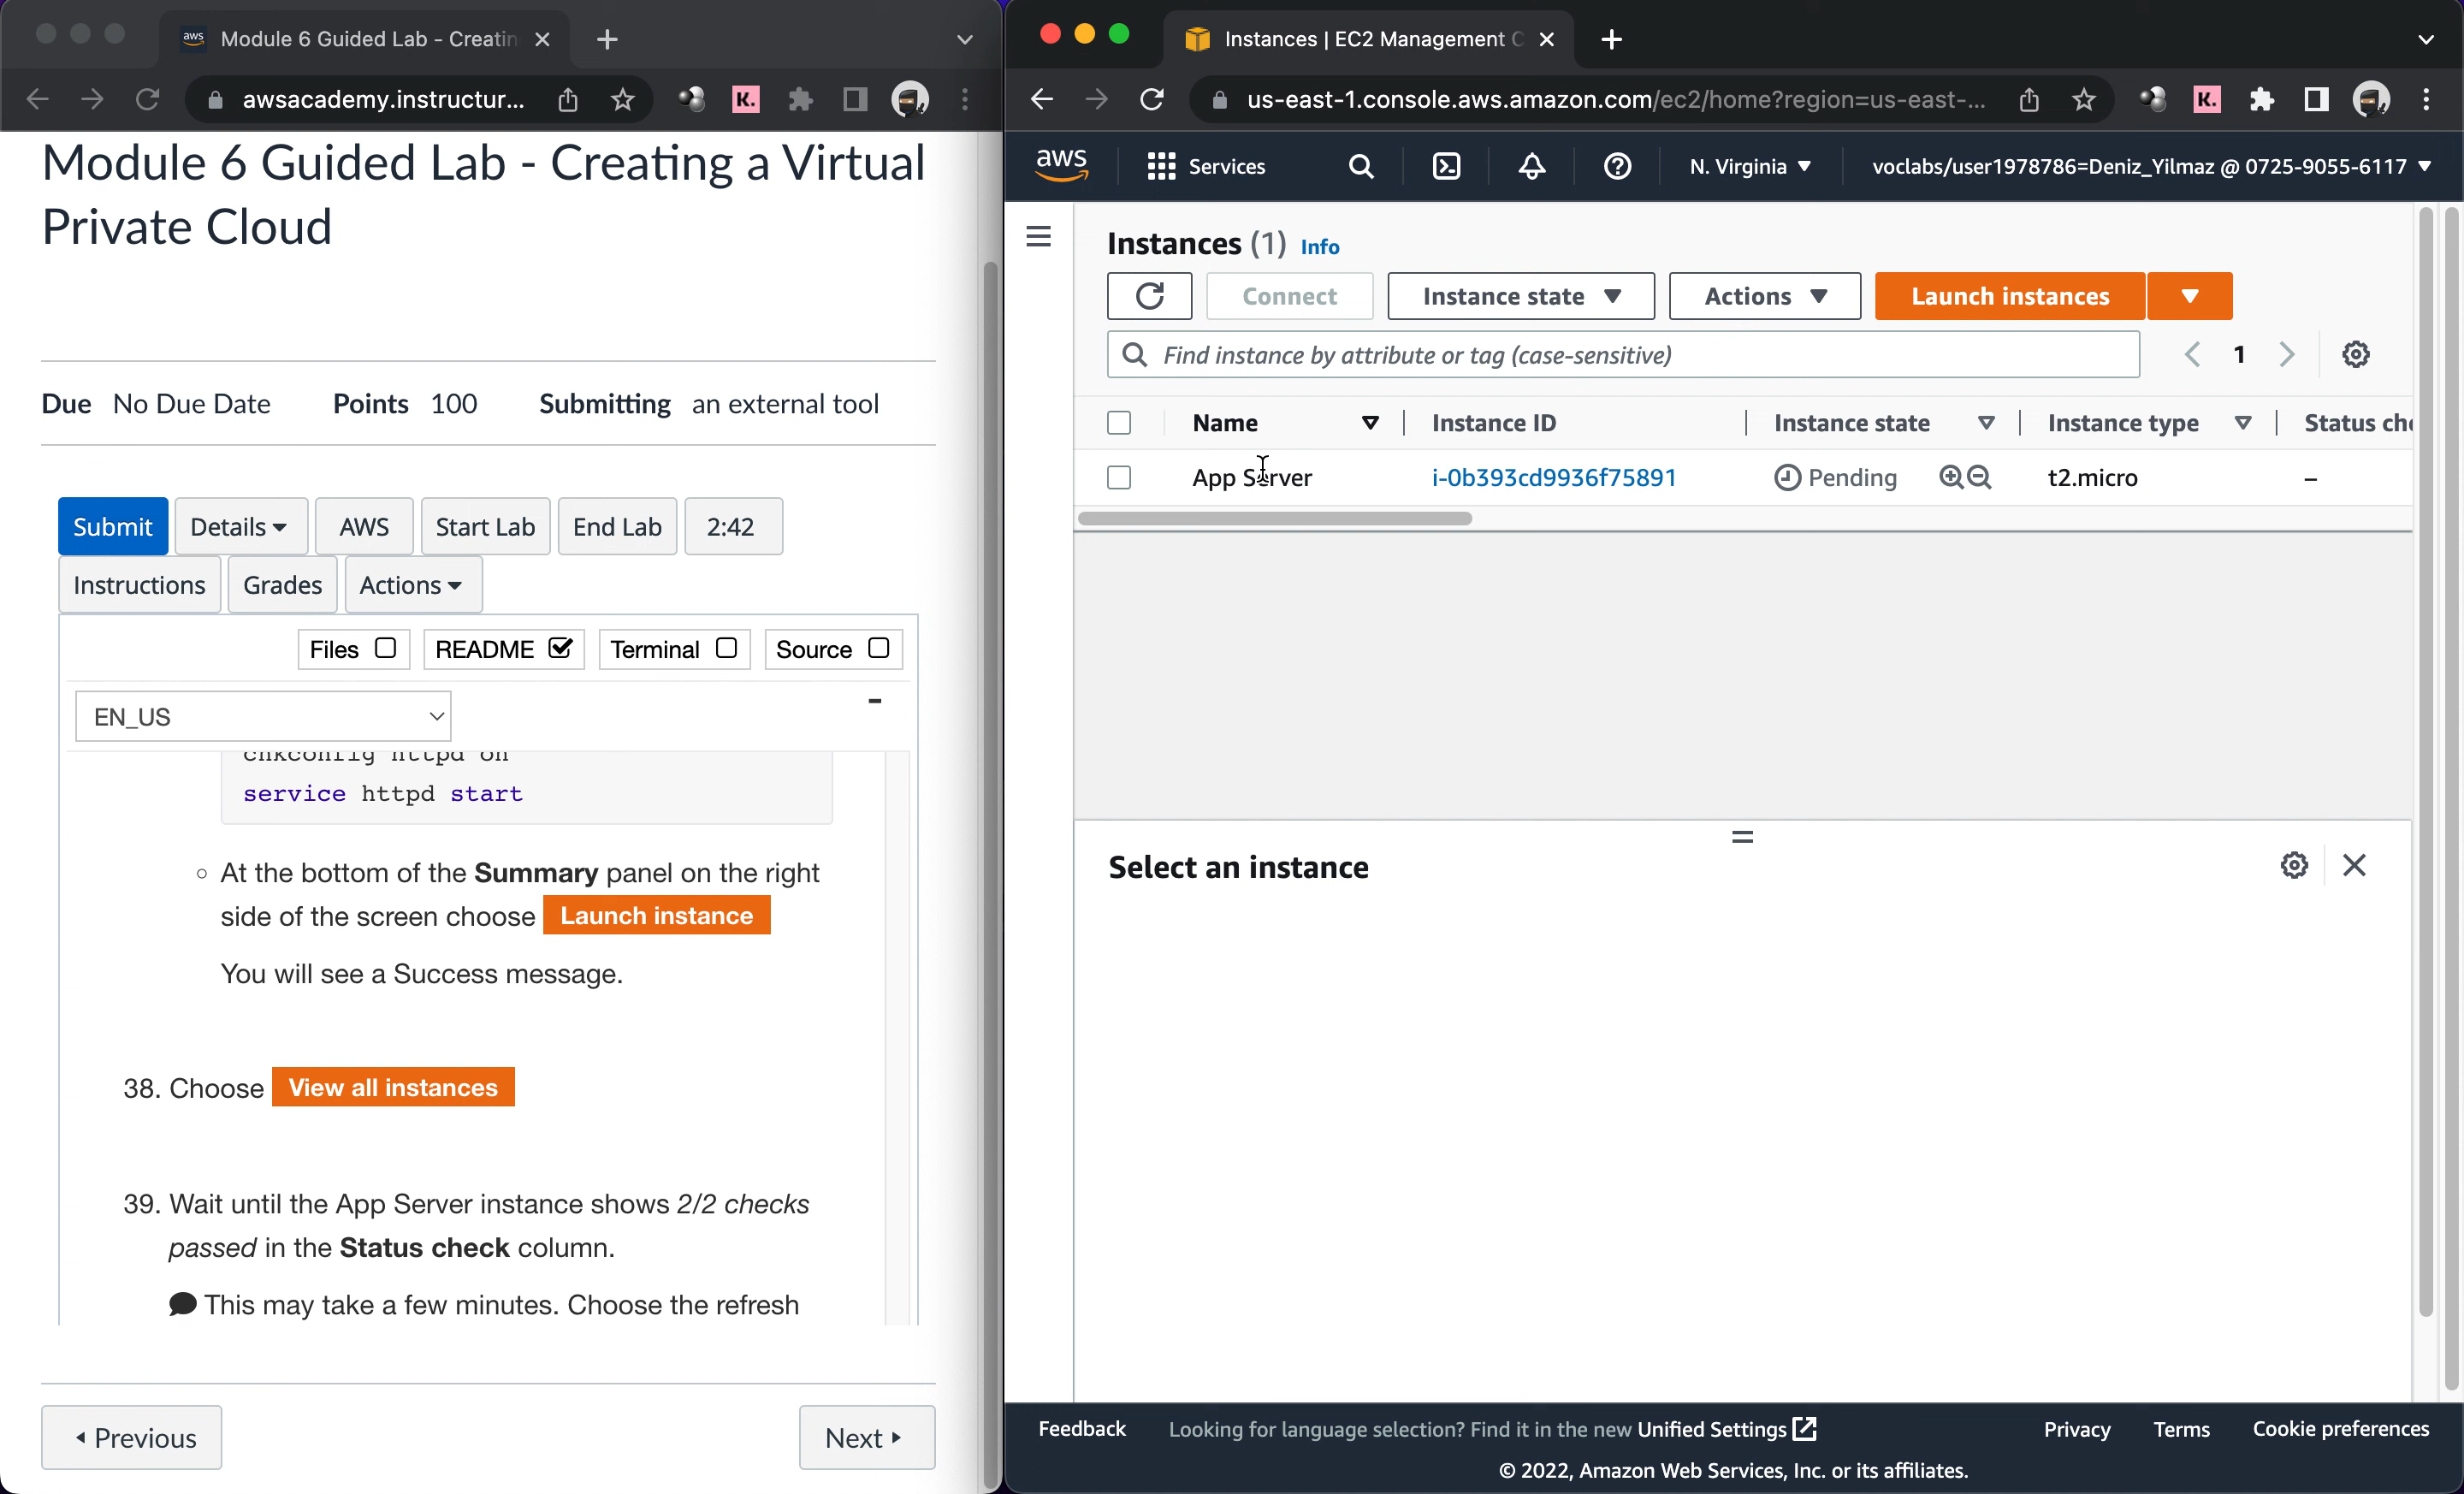 aws Module 6 Guided Lab - Creatin
awsacademy.instructur...
K.
Module 6 Guided Lab - Creating a Virtual
Private Cloud
Due No Due Date Points 100 Submitting an external tool
Submit Details AWS Start Lab End Lab 2:42
Instructions Grades Actions
Files README Terminal Source
EN_US
chkconfig httpd on
service httpd start
At the bottom of the Summary panel on the right
side of the screen choose Launch instance
You will see a Success message.
38. Choose View all instances
39. Wait until the App Server instance shows 2/2 checks
passed in the Status check column.
This may take a few minutes. Choose the refresh
Previous Next
Instances | EC2 Management C
us-east-1.console.aws.amazon.com/ec2/home?region=us-east-...
K.
aws Services N. Virginia voclabs/user1978786=Deniz_Yilmaz @ 0725-9055-6117
Instances (1) Info
Connect Instance state Actions Launch instances
Find instance by attribute or tag (case-sensitive) 1
Name Instance ID Instance state Instance type Status che
App Server i-0b393cd9936f75891 Pending t2.micro –
Select an instance
Feedback Looking for language selection? Find it in the new Unified Settings Privacy Terms Cookie preferences
© 2022, Amazon Web Services, Inc. or its affiliates.